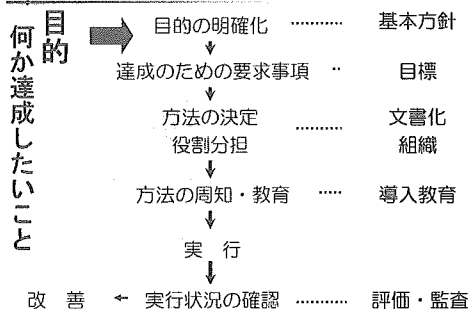 目的
何か達成したいこと
目的の明確化 ………… 基本方針
達成のための要求事項 ‥ 目標
方法の決定 ………… 文書化
役割分担 組織
方法の周知・教育 …… 導入教育
実 行
改 善 ← 実行状況の確認 ………… 評価・監査